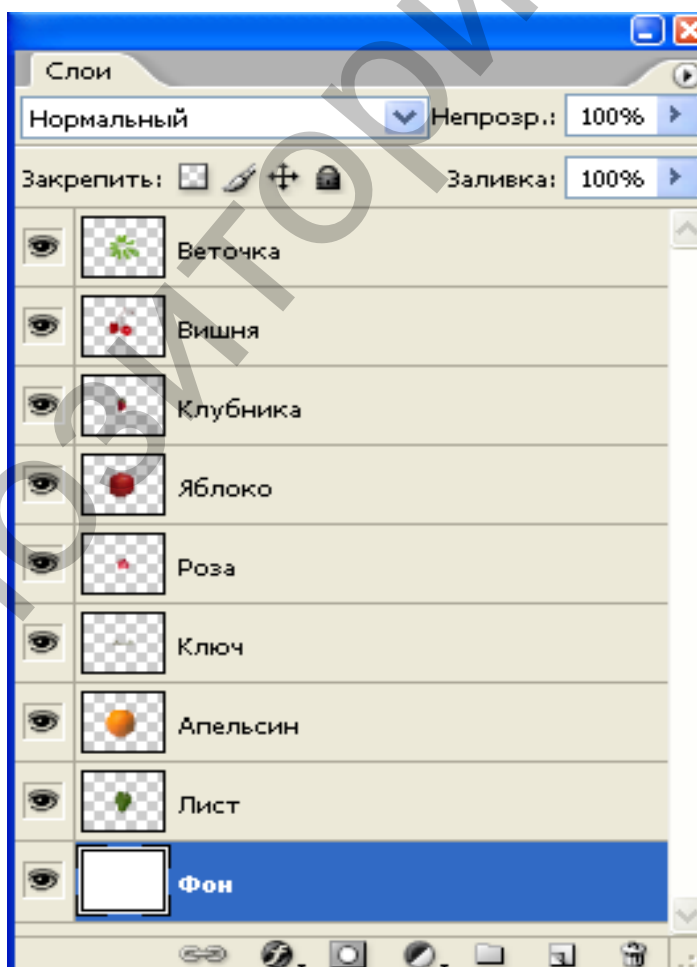 Слои
Нормальный Непрозр.: 100%
Закрепить: Заливка: 100%
Веточка
Вишня
Клубника
Яблоко
Роза
Ключ
Апельсин
Лист
Фон